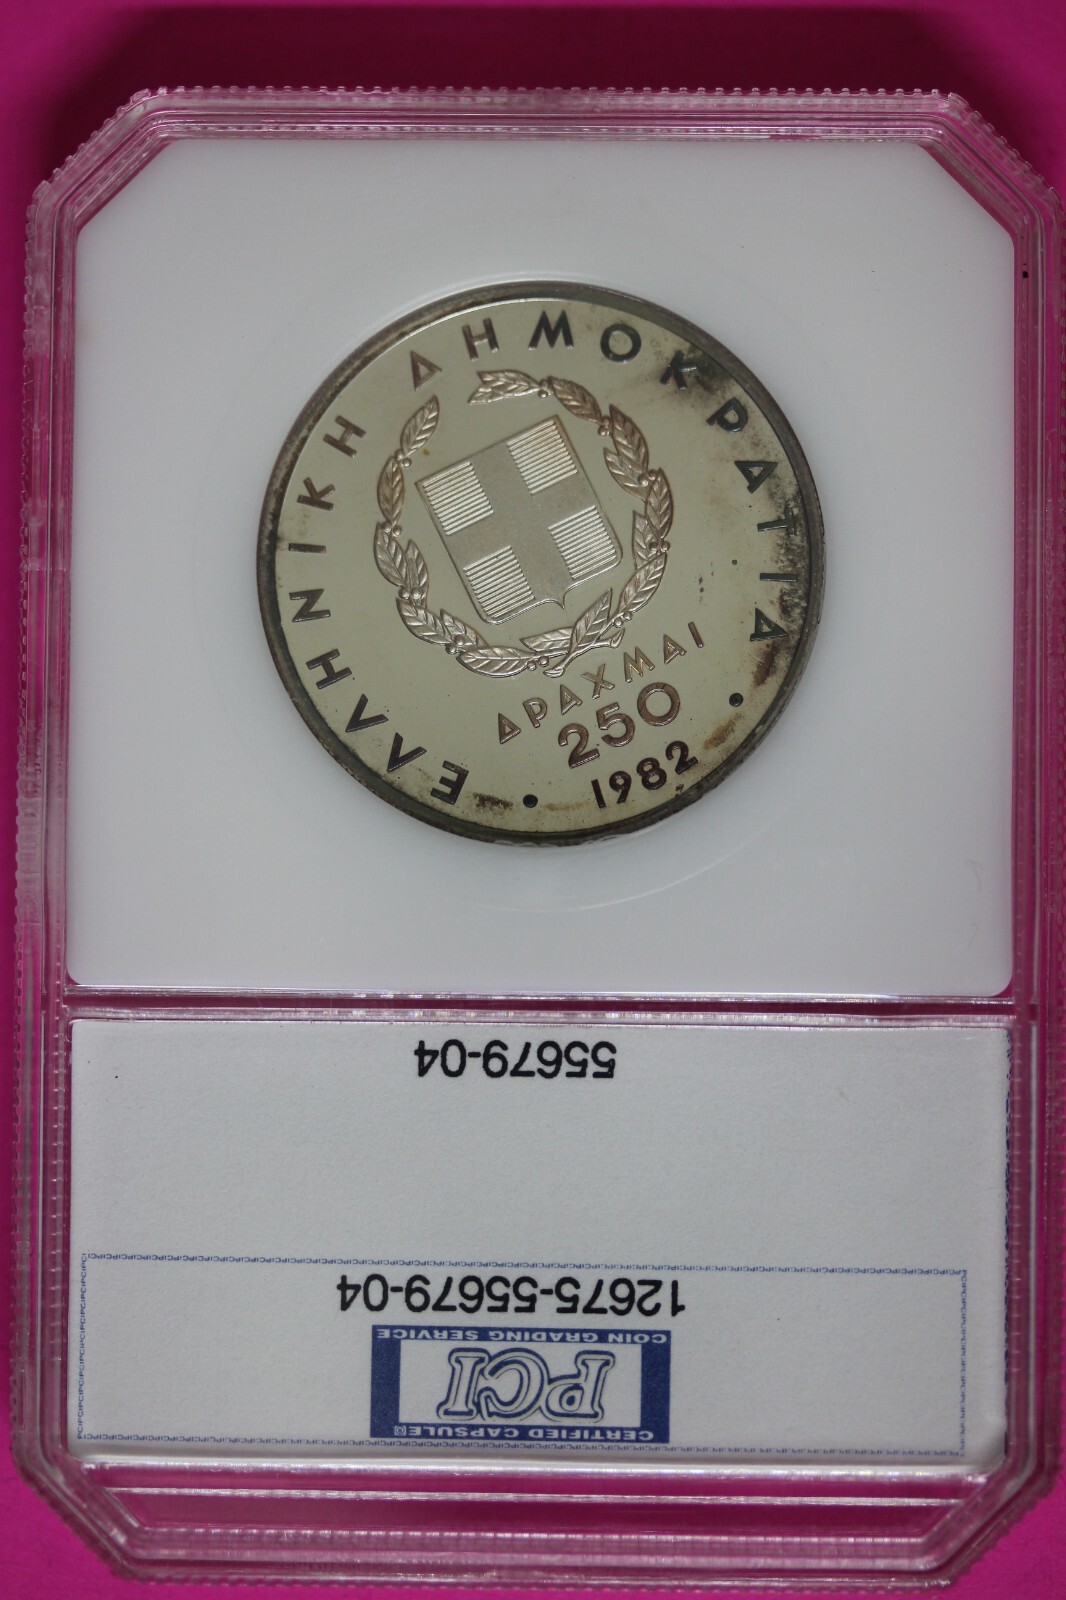 ΕΛΛΗΝΙΚΗ ΔΗΜΟΚΡΑΤΙΑ
ΔΡΑΧΜΑΙ
250
• 1982 •
55679-04
12675-55679-04
COIN GRADING SERVICE
PCI
CERTIFIED CAPSULE®